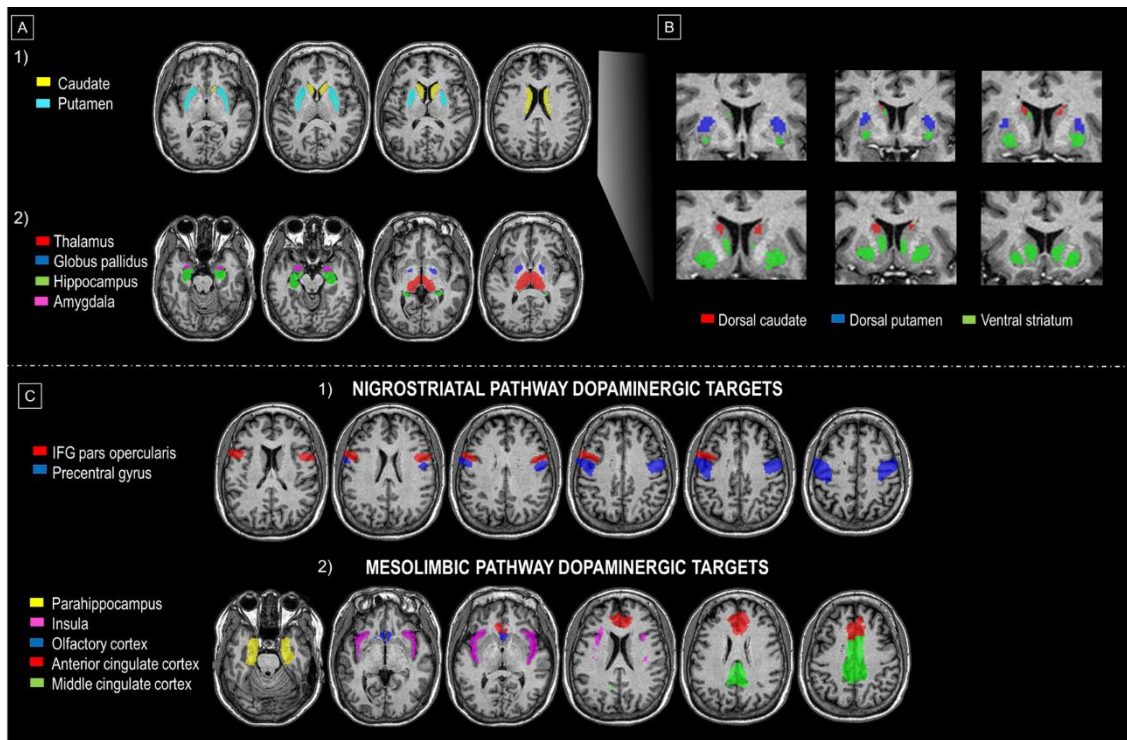 A
1)
Caudate
Putamen
2)
Thalamus
Globus pallidus
Hippocampus
Amygdala
B
Dorsal caudate
Dorsal putamen
Ventral striatum
C
1) NIGROSTRIATAL PATHWAY DOPAMINERGIC TARGETS
IFG pars opercularis
Precentral gyrus
2) MESOLIMBIC PATHWAY DOPAMINERGIC TARGETS
Parahippocampus
Insula
Olfactory cortex
Anterior cingulate cortex
Middle cingulate cortex